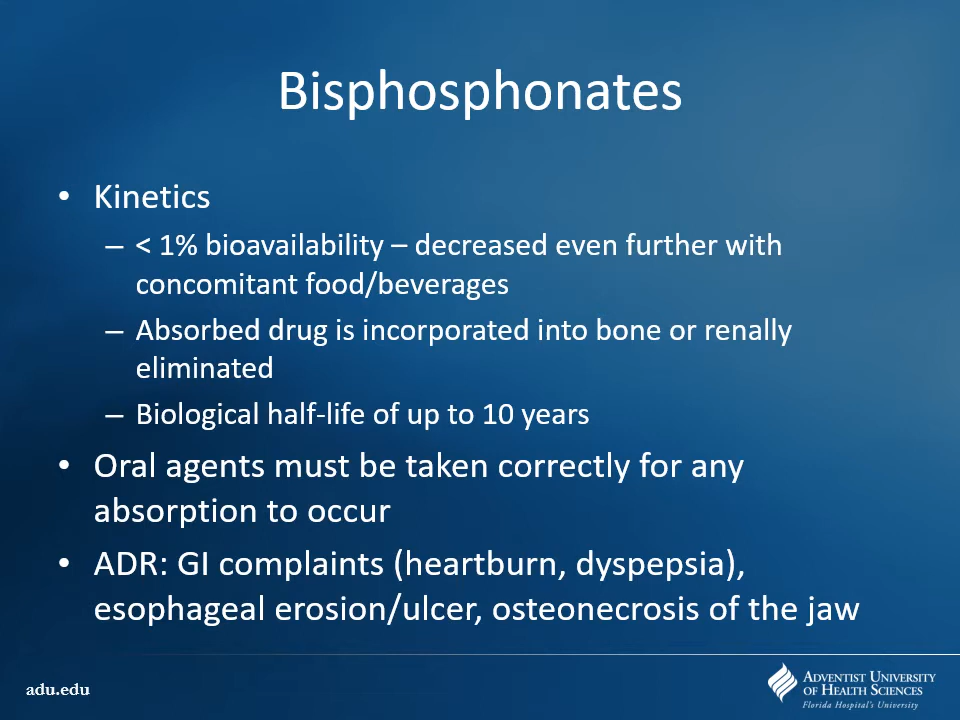 Bisphosphonates
• Kinetics
– < 1% bioavailability – decreased even further with
concomitant food/beverages
– Absorbed drug is incorporated into bone or renally
eliminated
– Biological half-life of up to 10 years
• Oral agents must be taken correctly for any
absorption to occur
• ADR: GI complaints (heartburn, dyspepsia),
esophageal erosion/ulcer, osteonecrosis of the jaw
adu.edu
Adventist University
of Health Sciences
Florida Hospital's University